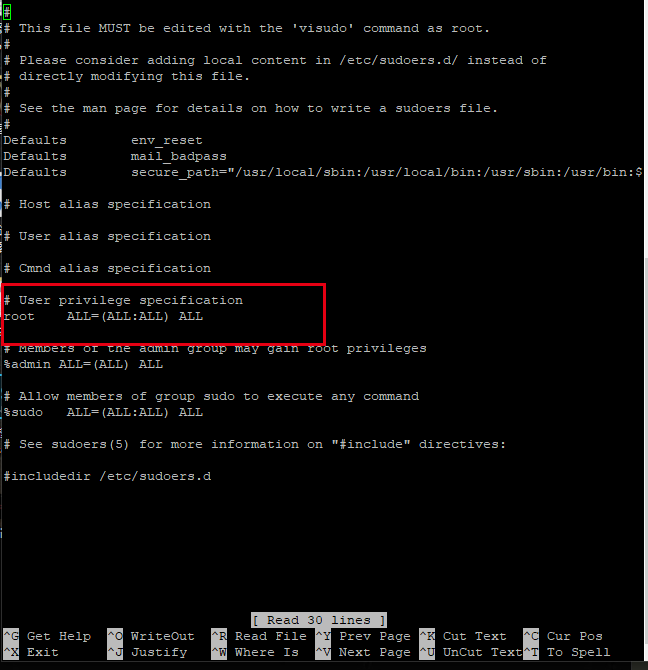 #
# This file MUST be edited with the 'visudo' command as root.
#
# Please consider adding local content in /etc/sudoers.d/ instead of
# directly modifying this file.
#
# See the man page for details on how to write a sudoers file.
#
Defaults        env_reset
Defaults        mail_badpass
Defaults        secure_path="/usr/local/sbin:/usr/local/bin:/usr/sbin:/usr/bin:$
# Host alias specification
# User alias specification
# Cmnd alias specification
# User privilege specification
root    ALL=(ALL:ALL) ALL
# Members of the admin group may gain root privileges
%admin ALL=(ALL) ALL
# Allow members of group sudo to execute any command
%sudo   ALL=(ALL:ALL) ALL
# See sudoers(5) for more information on "#include" directives:
#includedir /etc/sudoers.d
[ Read 30 lines ]
^G Get Help  ^O WriteOut  ^R Read File ^Y Prev Page ^K Cut Text  ^C Cur Pos
^X Exit      ^J Justify   ^W Where Is  ^V Next Page ^U UnCut Text^T To Spell